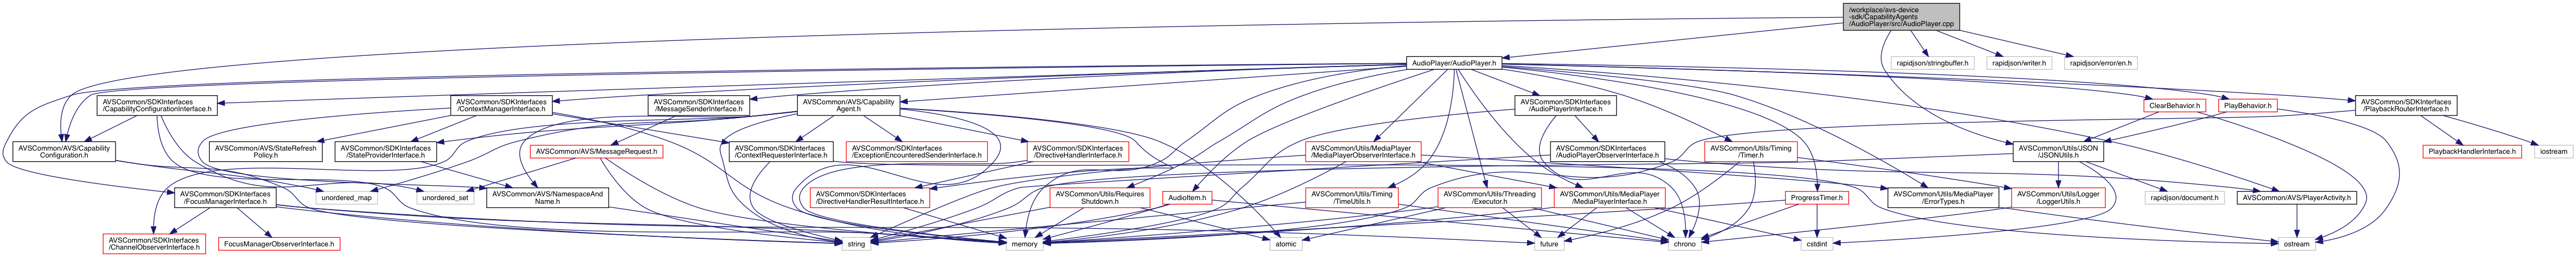 /workplace/avs-device
-sdk/CapabilityAgents
/AudioPlayer/src/AudioPlayer.cpp
AudioPlayer/AudioPlayer.h
rapidjson/stringbuffer.h
rapidjson/writer.h
rapidjson/error/en.h
AVSCommon/SDKInterfaces
/CapabilityConfigurationInterface.h
AVSCommon/SDKInterfaces
/ContextManagerInterface.h
AVSCommon/SDKInterfaces
/MessageSenderInterface.h
AVSCommon/AVS/Capability
Agent.h
AVSCommon/SDKInterfaces
/AudioPlayerInterface.h
ClearBehavior.h
PlayBehavior.h
AVSCommon/SDKInterfaces
/PlaybackRouterInterface.h
AVSCommon/AVS/Capability
Configuration.h
AVSCommon/AVS/StateRefresh
Policy.h
AVSCommon/SDKInterfaces
/StateProviderInterface.h
AVSCommon/AVS/MessageRequest.h
AVSCommon/SDKInterfaces
/ContextRequesterInterface.h
AVSCommon/SDKInterfaces
/ExceptionEncounteredSenderInterface.h
AVSCommon/SDKInterfaces
/DirectiveHandlerInterface.h
AVSCommon/Utils/MediaPlayer
/MediaPlayerObserverInterface.h
AVSCommon/SDKInterfaces
/AudioPlayerObserverInterface.h
AVSCommon/Utils/Timing
/Timer.h
AVSCommon/Utils/JSON
/JSONUtils.h
PlaybackHandlerInterface.h
iostream
AVSCommon/SDKInterfaces
/FocusManagerInterface.h
unordered_map
unordered_set
AVSCommon/AVS/NamespaceAnd
Name.h
AVSCommon/SDKInterfaces
/DirectiveHandlerResultInterface.h
AVSCommon/Utils/Requires
Shutdown.h
AudioItem.h
AVSCommon/Utils/Timing
/TimeUtils.h
AVSCommon/Utils/Threading
/Executor.h
AVSCommon/Utils/MediaPlayer
/MediaPlayerInterface.h
ProgressTimer.h
AVSCommon/Utils/MediaPlayer
/ErrorTypes.h
AVSCommon/Utils/Logger
/LoggerUtils.h
rapidjson/document.h
AVSCommon/AVS/PlayerActivity.h
AVSCommon/SDKInterfaces
/ChannelObserverInterface.h
FocusManagerObserverInterface.h
string
memory
atomic
future
chrono
cstdint
ostream